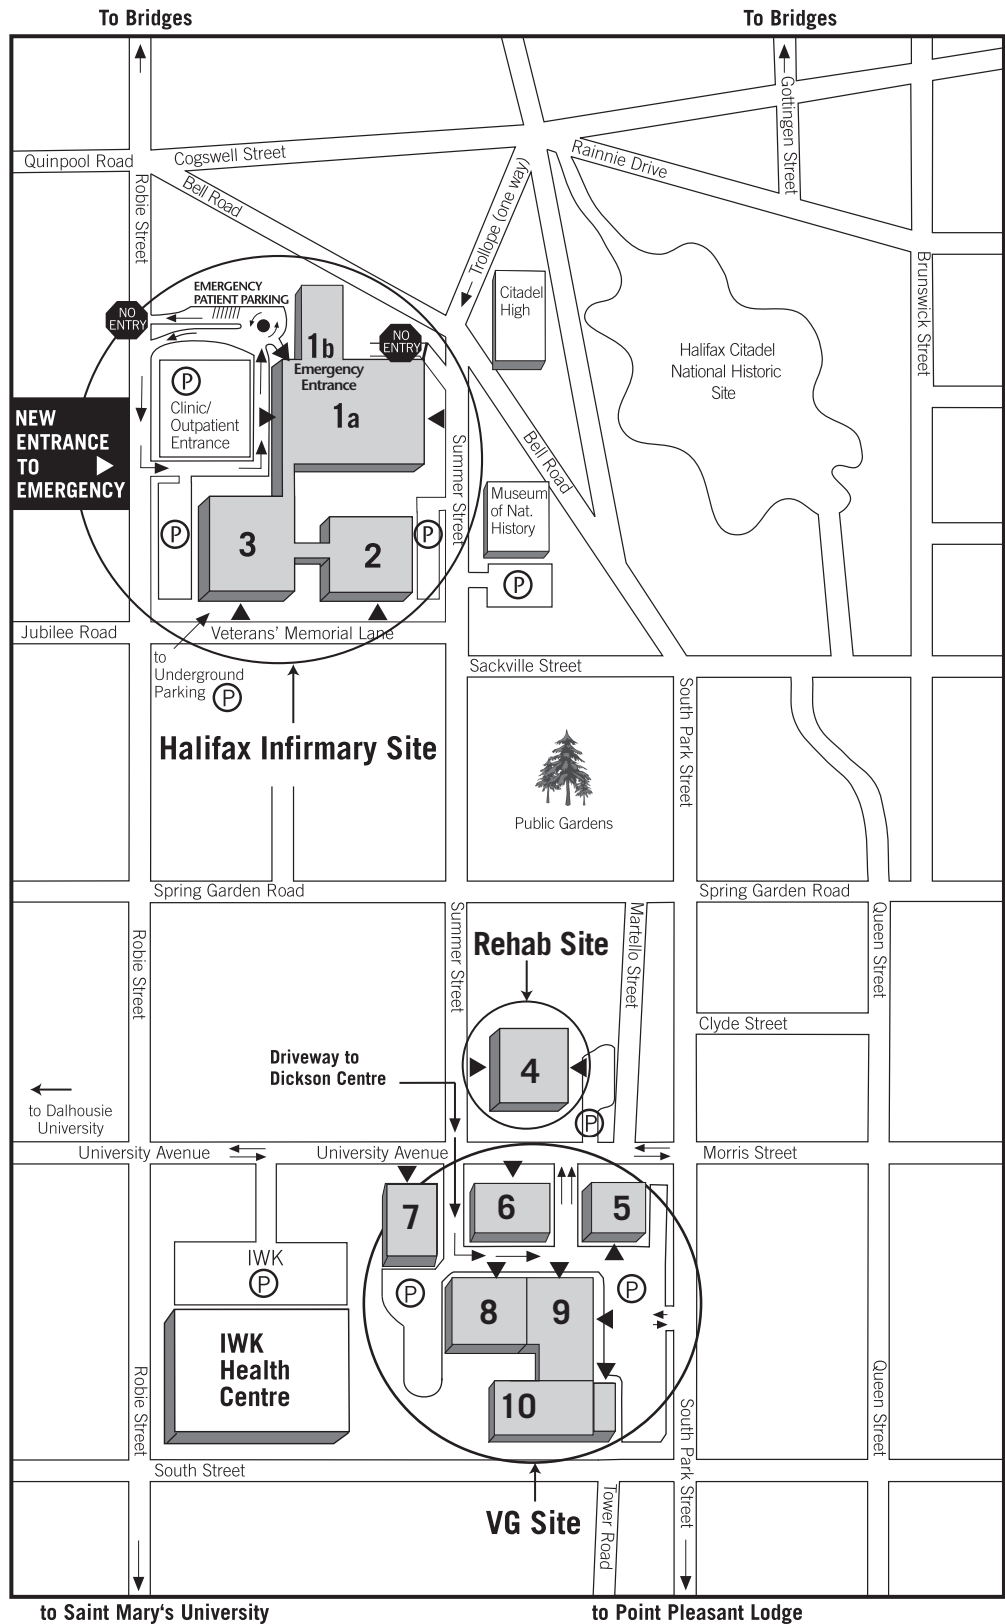 To Bridges
To Bridges
Quinpool Road
Cogswell Street
Rainnie Drive
Gottingen Street
Bell Road
Robie Street
Trollope (one way)
Brunswick Street
EMERGENCY
PATIENT PARKING
NO
ENTRY
NO
ENTRY
Citadel
High
1b
Emergency
Entrance
1a
Halifax Citadel
National Historic
Site
P
Clinic/
Outpatient
Entrance
NEW
ENTRANCE
TO
EMERGENCY
Summer Street
Bell Road
Museum
of Nat.
History
P
3
2
P
P
Jubilee Road
Veterans' Memorial Lane
to
Underground
Parking P
Sackville Street
South Park Street
Halifax Infirmary Site
Public Gardens
Spring Garden Road
Spring Garden Road
Robie Street
Summer Street
Rehab Site
Martello Street
Queen Street
Clyde Street
Driveway to
Dickson Centre
4
P
to Dalhousie
University
University Avenue
University Avenue
Morris Street
7
6
5
IWK
P
P
P
8
9
IWK
Health
Centre
10
Robie Street
South Park Street
Queen Street
South Street
Tower Road
VG Site
to Saint Mary's University
to Point Pleasant Lodge